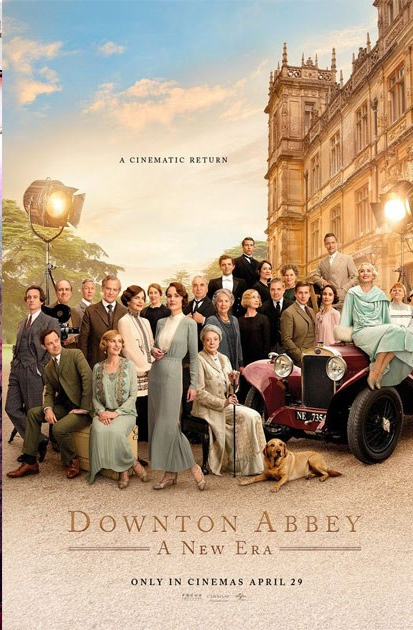 A CINEMATIC RETURN
DOWNTON ABBEY
A NEW ERA
ONLY IN CINEMAS APRIL 29